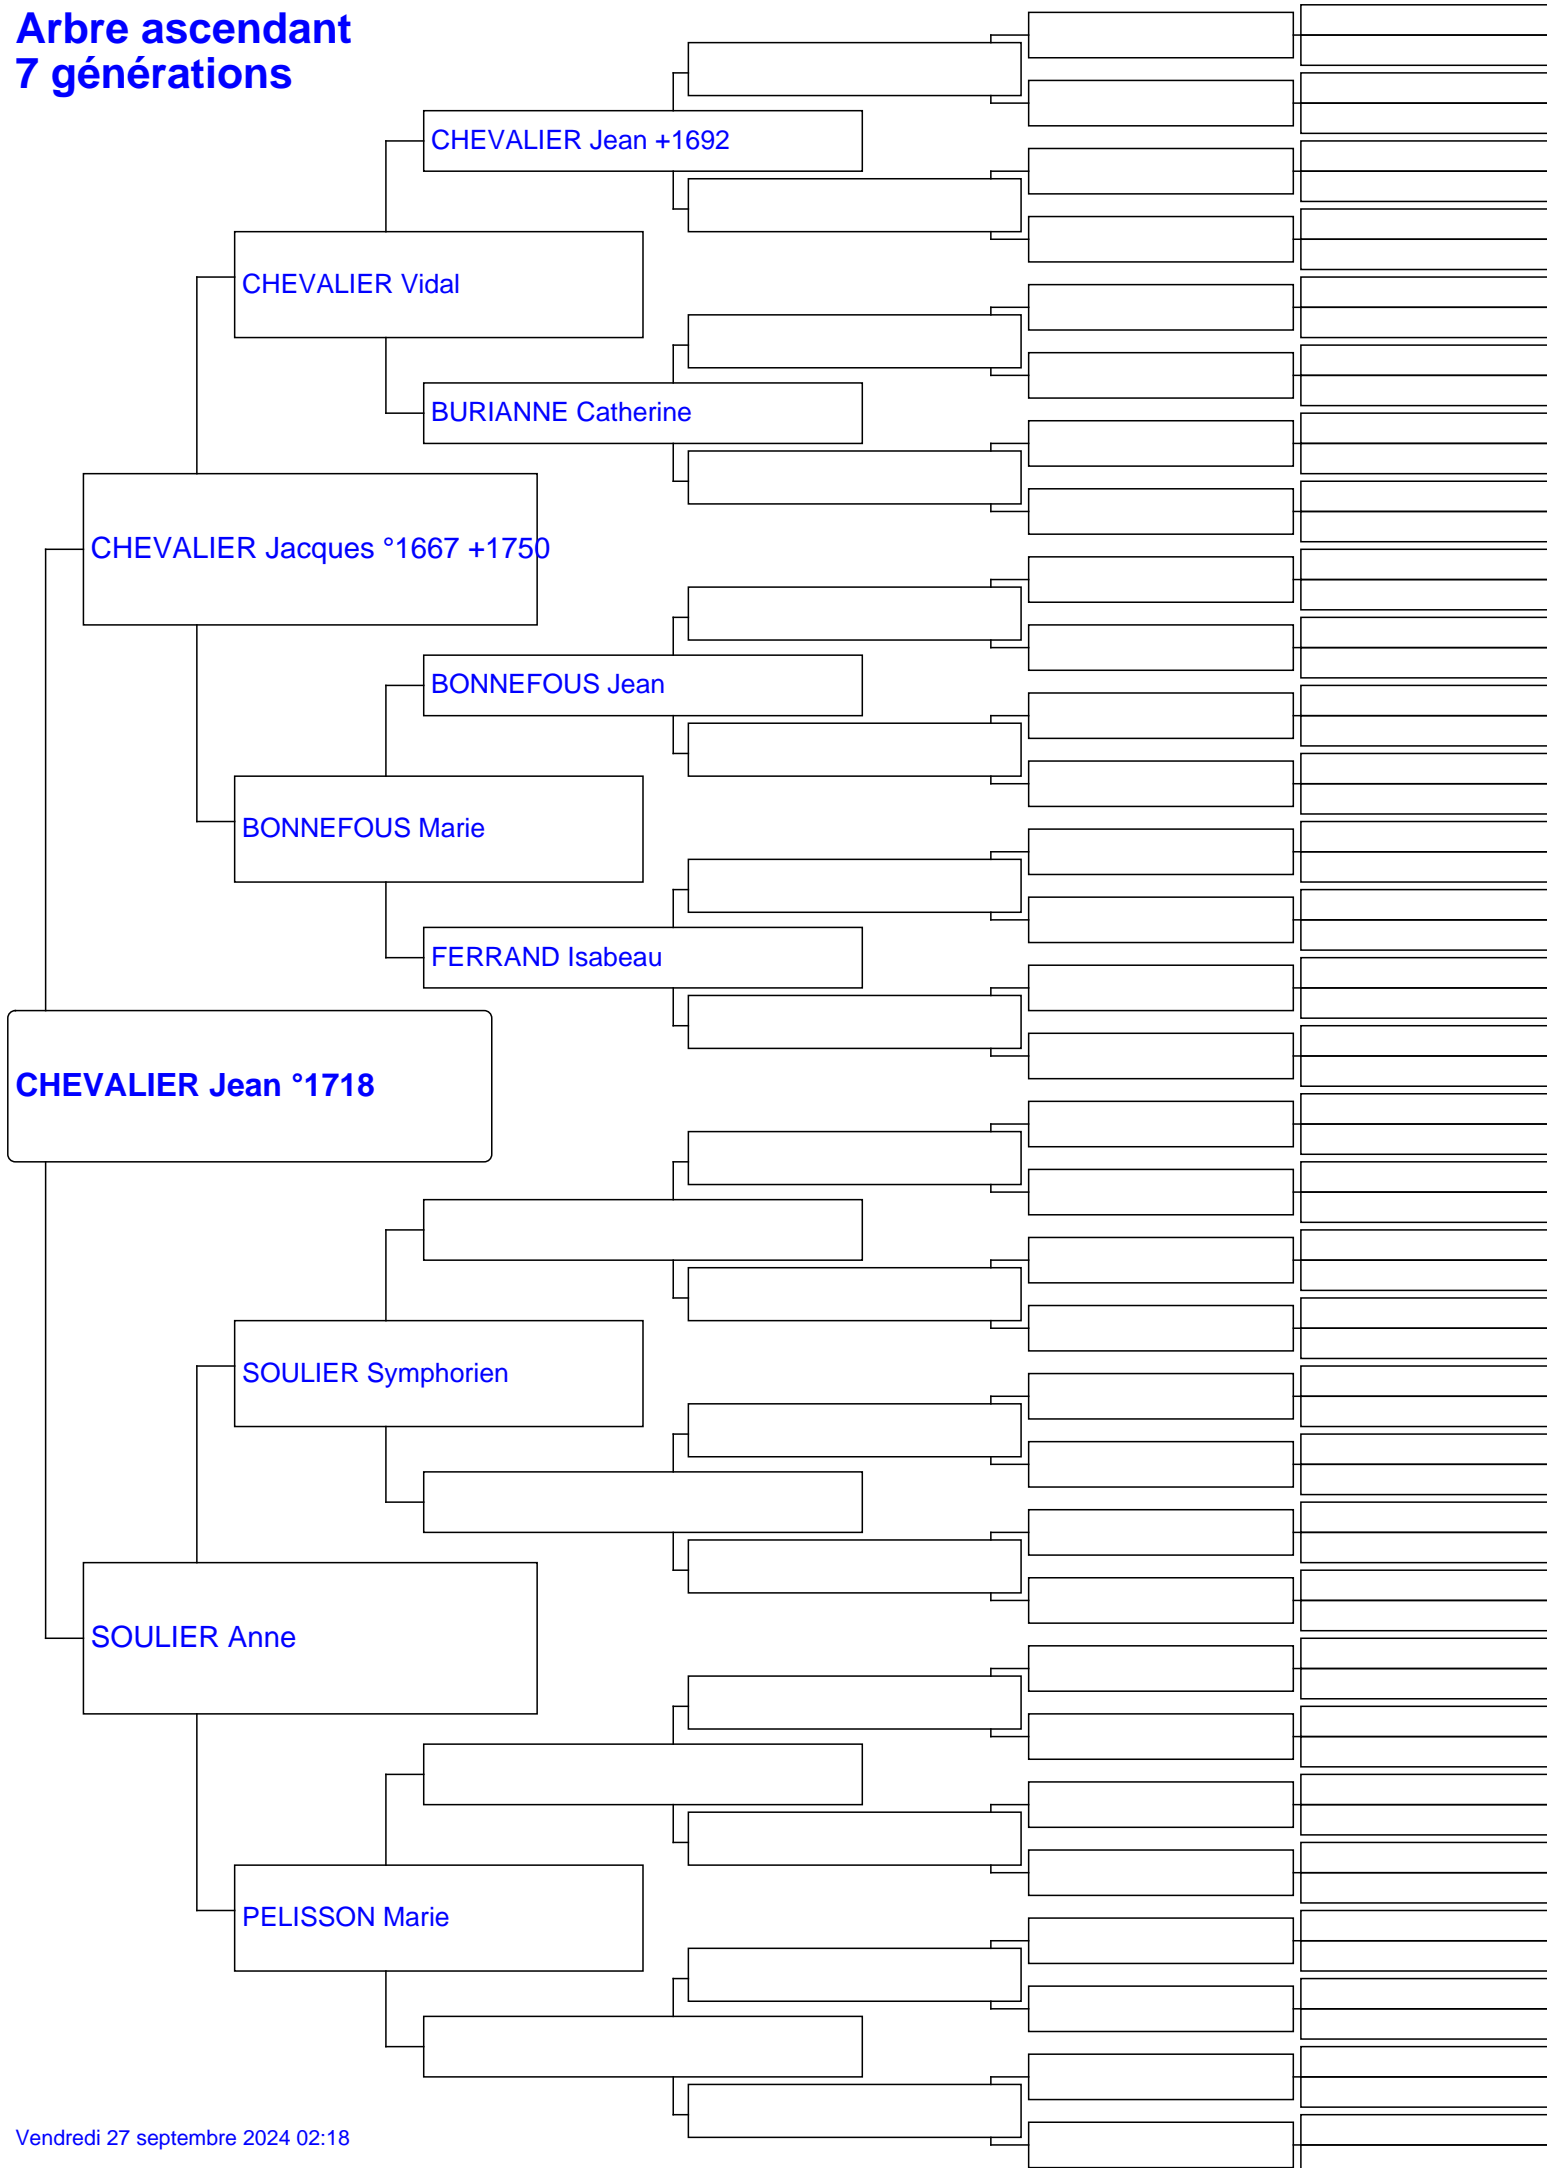 Arbre ascendant
7 générations
CHEVALIER Jean +1692
CHEVALIER Vidal
BURIANNE Catherine
CHEVALIER Jacques °1667 +1750
BONNEFOUS Jean
BONNEFOUS Marie
FERRAND Isabeau
CHEVALIER Jean °1718
SOULIER Symphorien
SOULIER Anne
PELISSON Marie
Vendredi 27 septembre 2024 02:18